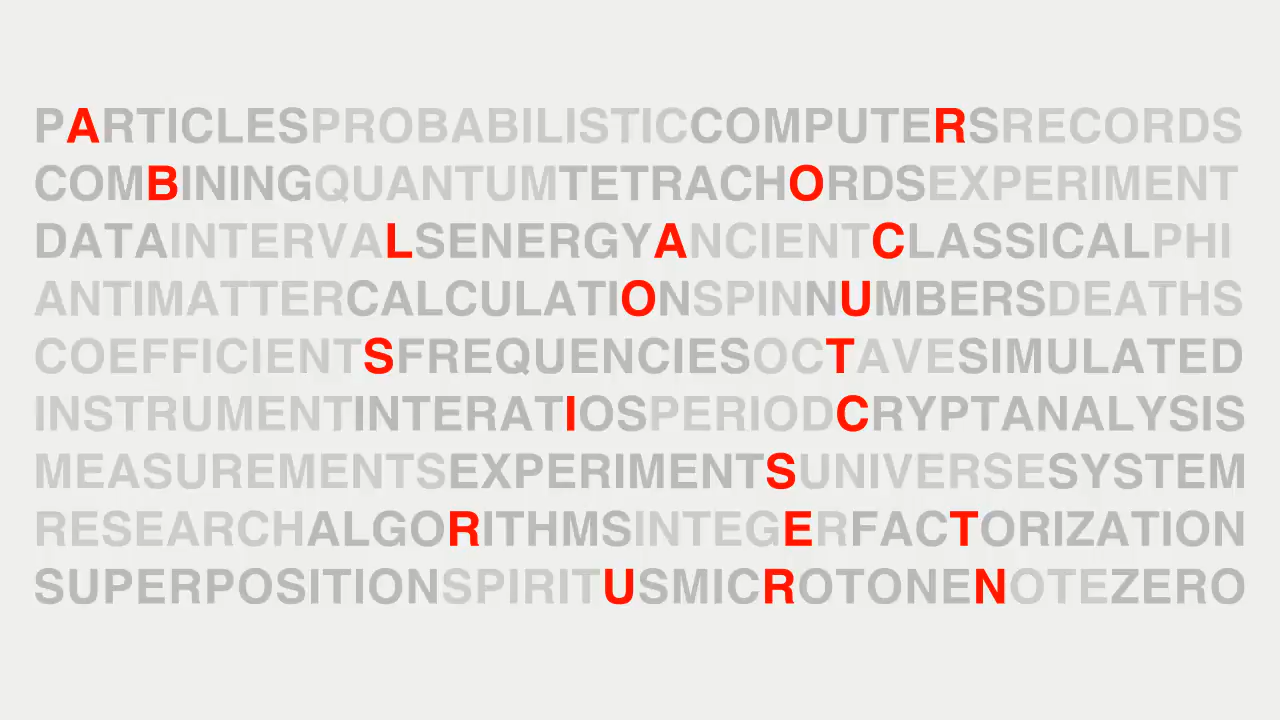 PARTICLESPROBABILISTICCOMPUTERSRECORDS
COMBININGQUANTUMTETRACHORDSEXPERIMENT
DATAINTERVALSENERGYANCIENTCLASSICALPHI
ANTIMATTERCALCULATIONSPINNUMBERSDEATHS
COEFFICIENTSFREQUENCIESOCTAVESIMULATED
INSTRUMENTINTERATIOSPERIODCRYPTANALYSIS
MEASUREMENTSEXPERIMENTSUNIVERSESYSTEM
RESEARCHALGORITHMSINTEGERFACTORIZATION
SUPERPOSITIONSPIRITUSMICROTONENOTEZERO